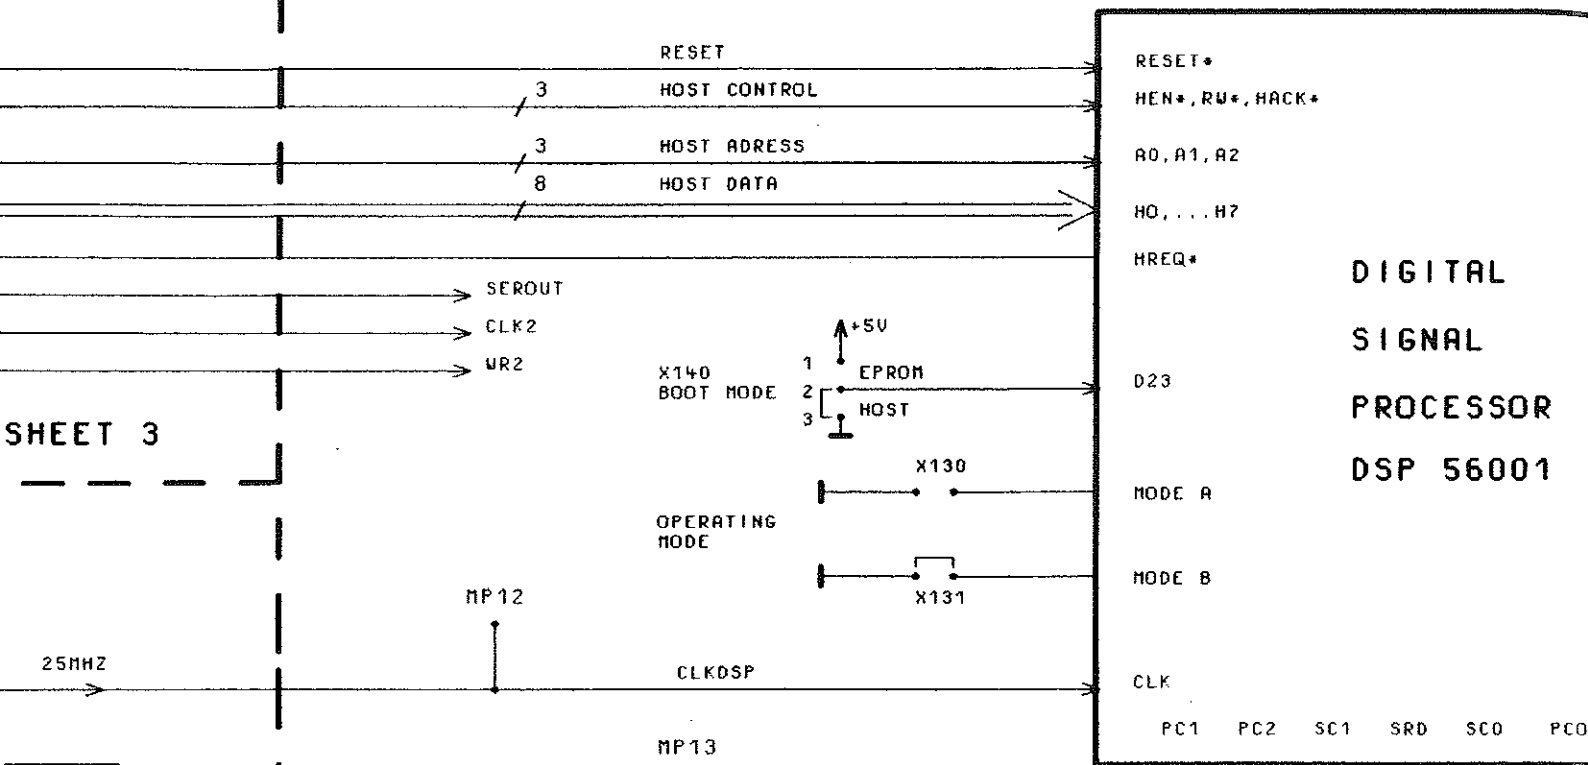 RESET
RESET*
3 HOST CONTROL
HEN*,RW*,HACK*
3 HOST ADRESS
A0,A1,A2
8 HOST DATA
H0,...H7
HREQ*
SEROUT
CLK2
WR2
DIGITAL
SIGNAL
PROCESSOR
DSP 56001
+5V
X140
BOOT MODE
1
2
3
EPROM
HOST
D23
SHEET 3
X130
MODE A
OPERATING
MODE
X131
MODE B
MP12
25MHZ
CLKDSP
CLK
MP13
PC1 PC2 SC1 SRD SC0 PC0